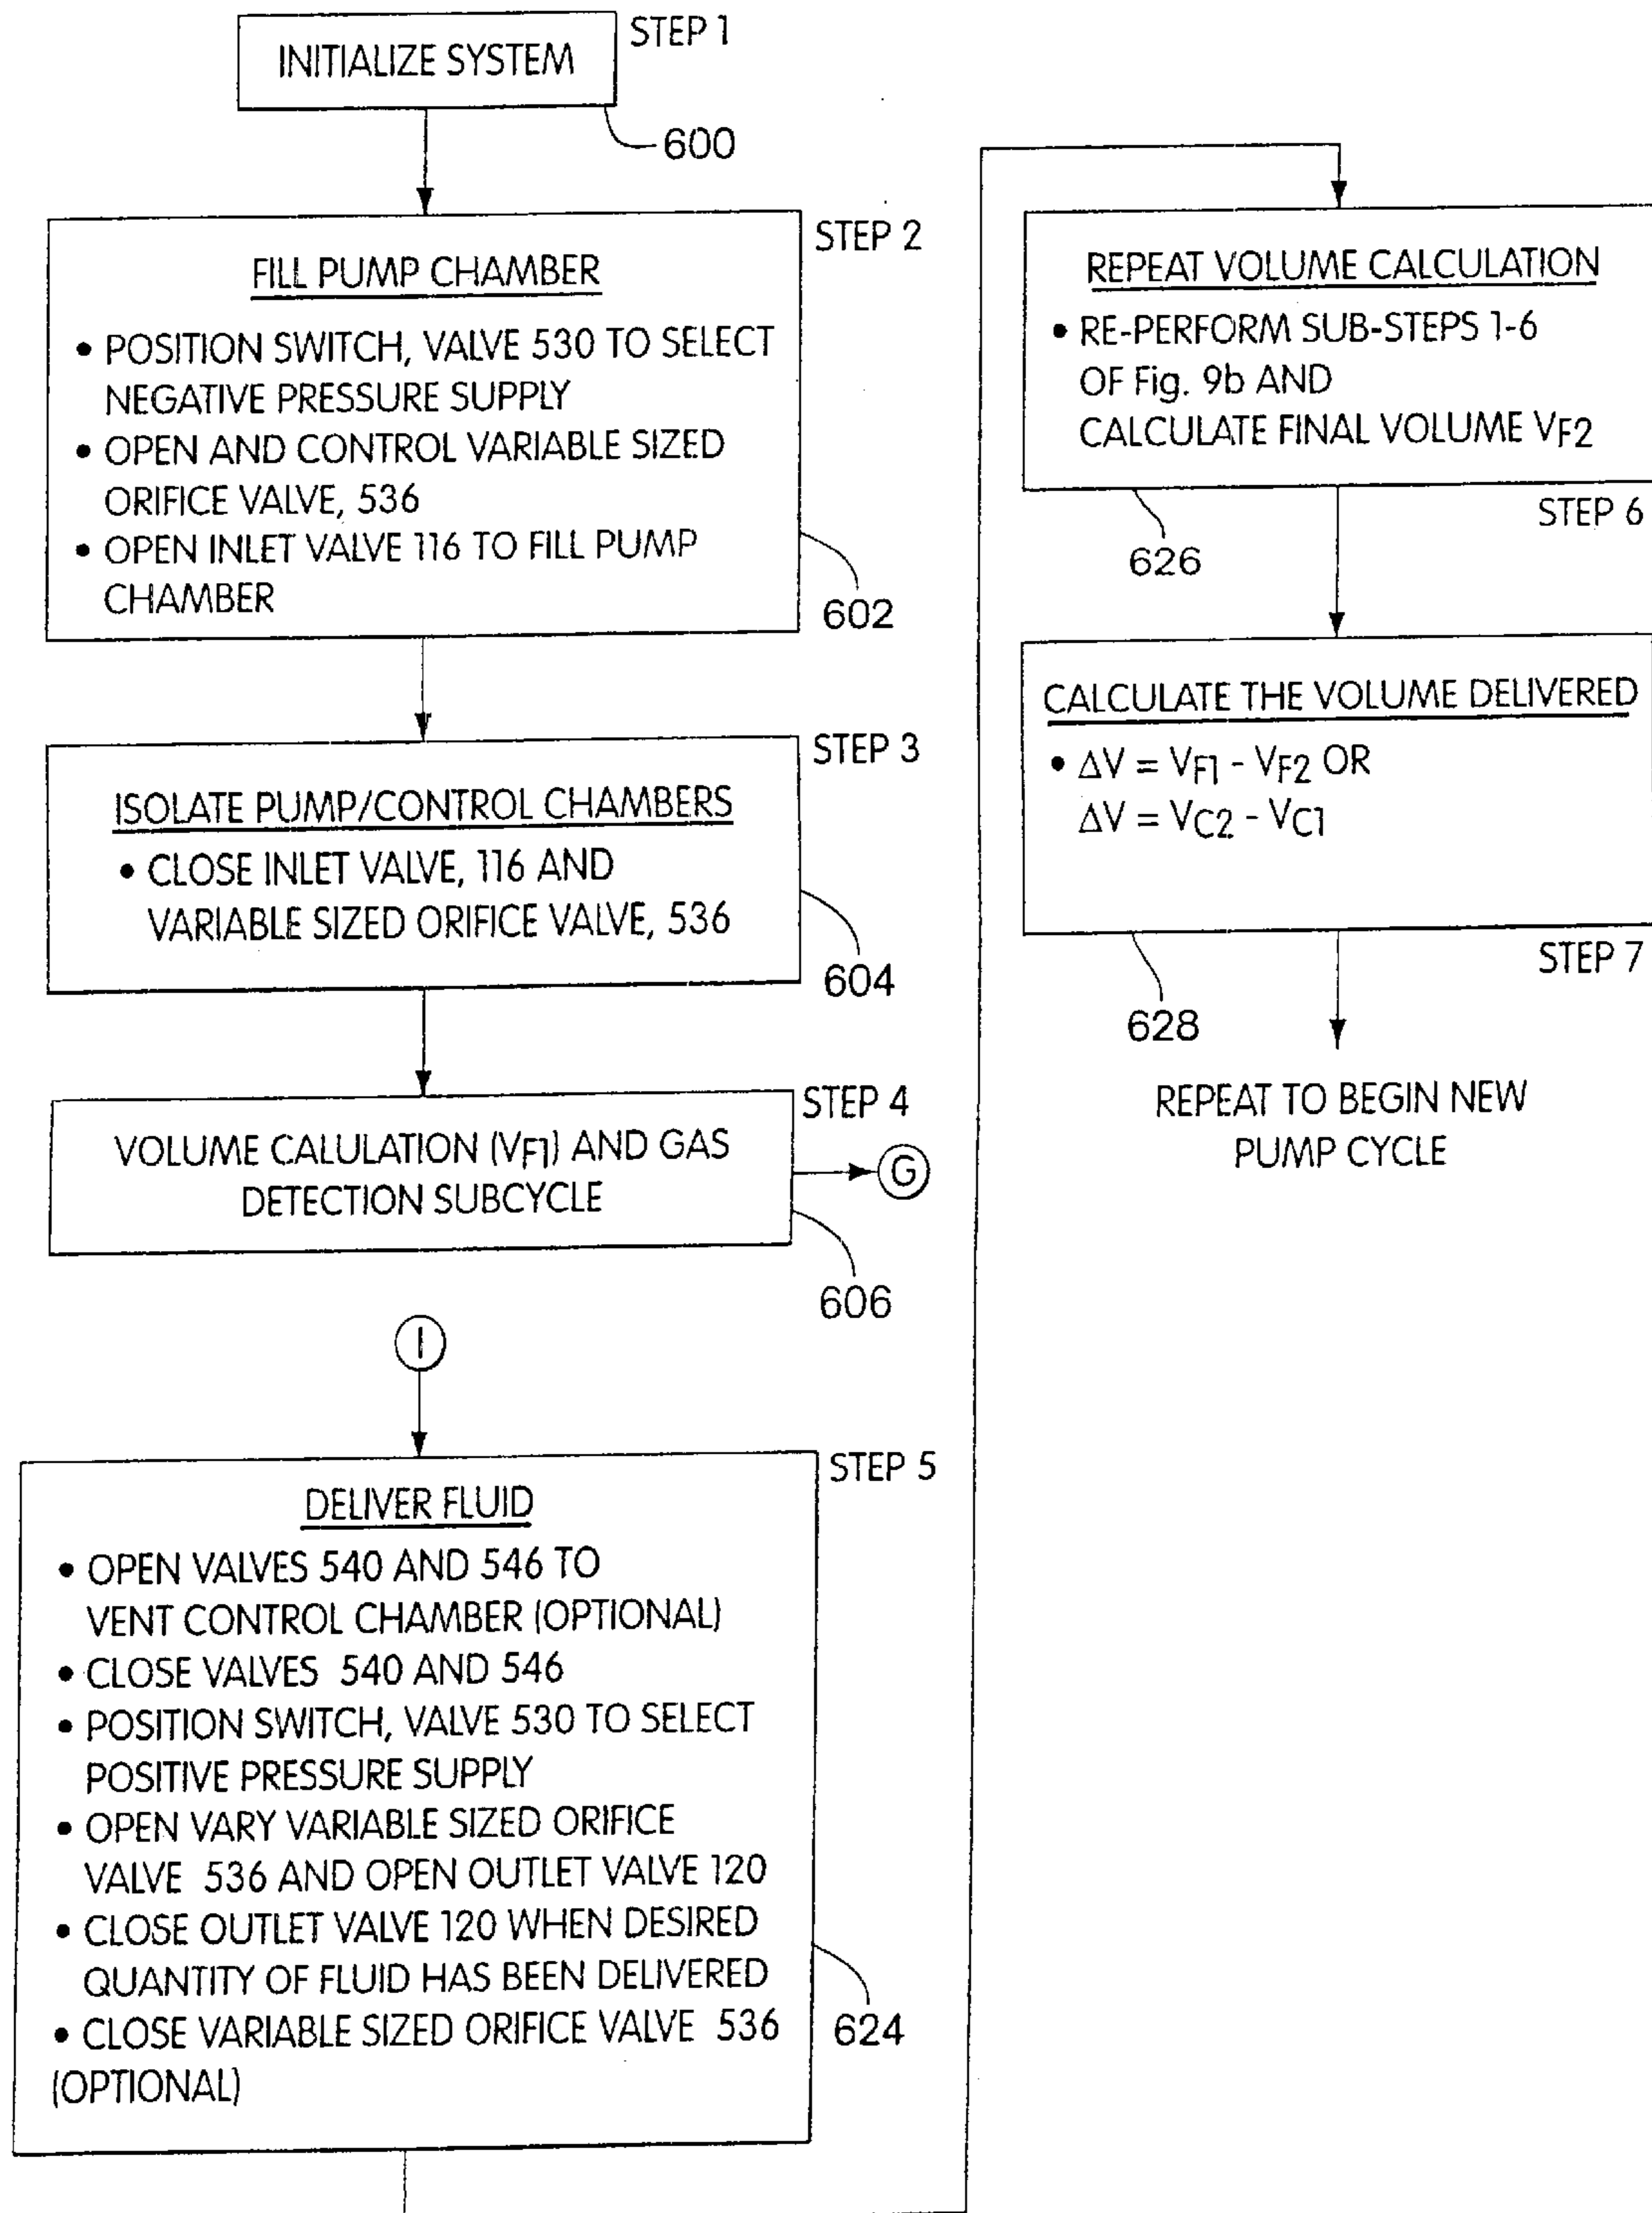 STEP 1
INITIALIZE SYSTEM
600
STEP 2
FILL PUMP CHAMBER
• POSITION SWITCH, VALVE 530 TO SELECT
NEGATIVE PRESSURE SUPPLY
• OPEN AND CONTROL VARIABLE SIZED
ORIFICE VALVE, 536
• OPEN INLET VALVE 116 TO FILL PUMP
CHAMBER
602
STEP 3
ISOLATE PUMP/CONTROL CHAMBERS
• CLOSE INLET VALVE, 116 AND
VARIABLE SIZED ORIFICE VALVE, 536
604
STEP 4
VOLUME CALULATION (VF1) AND GAS
DETECTION SUBCYCLE
G
606
I
STEP 5
DELIVER FLUID
• OPEN VALVES 540 AND 546 TO
VENT CONTROL CHAMBER (OPTIONAL)
• CLOSE VALVES 540 AND 546
• POSITION SWITCH, VALVE 530 TO SELECT
POSITIVE PRESSURE SUPPLY
• OPEN VARY VARIABLE SIZED ORIFICE
VALVE 536 AND OPEN OUTLET VALVE 120
• CLOSE OUTLET VALVE 120 WHEN DESIRED
QUANTITY OF FLUID HAS BEEN DELIVERED
• CLOSE VARIABLE SIZED ORIFICE VALVE 536
(OPTIONAL)
624
REPEAT VOLUME CALCULATION
• RE-PERFORM SUB-STEPS 1-6
OF Fig. 9b AND
CALCULATE FINAL VOLUME VF2
STEP 6
626
CALCULATE THE VOLUME DELIVERED
• ΔV = VF1 - VF2 OR
ΔV = VC2 - VC1
STEP 7
628
REPEAT TO BEGIN NEW
PUMP CYCLE